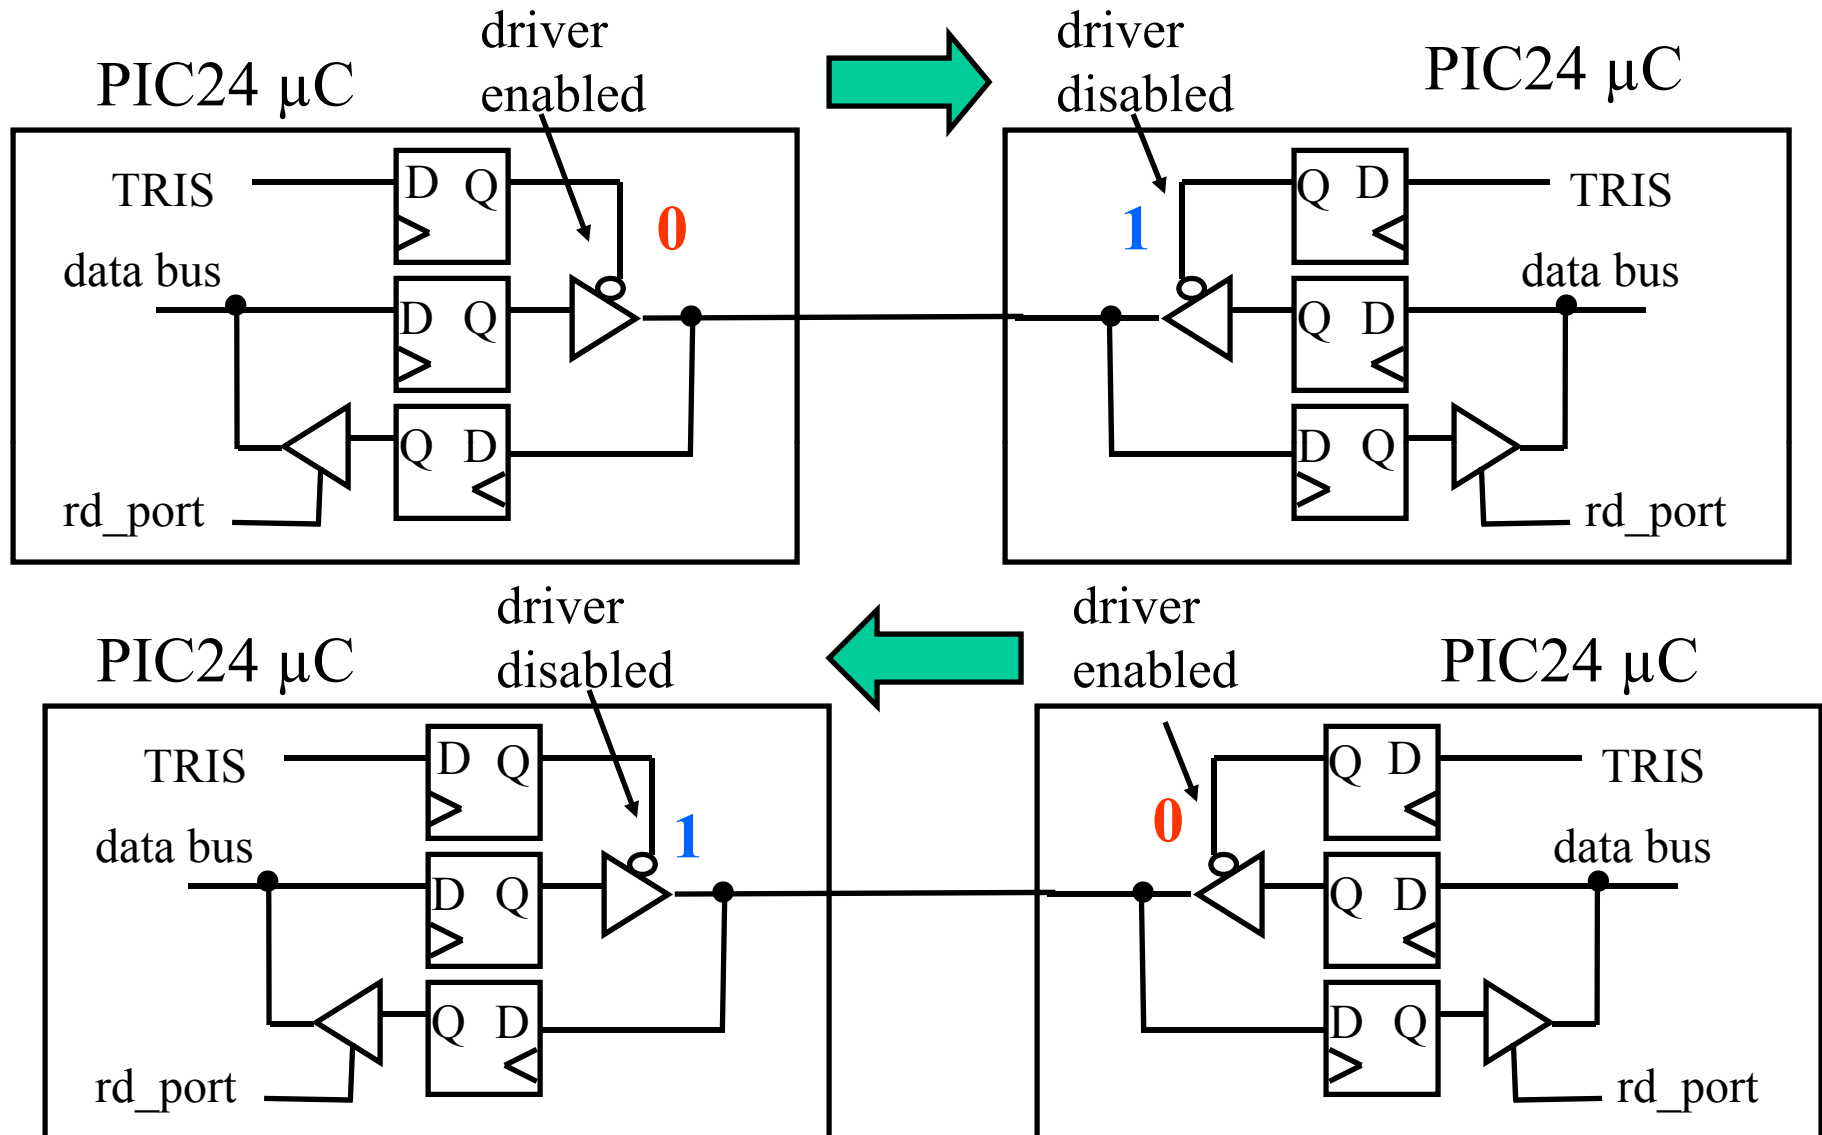 driver
enabled
PIC24 µC
driver
disabled
PIC24 µC
TRIS
D Q
0
data bus
D Q
Q D
rd_port
1
Q D
TRIS
data bus
Q D
D Q
rd_port
driver
disabled
PIC24 µC
driver
enabled
PIC24 µC
TRIS
D Q
1
data bus
D Q
Q D
rd_port
0
Q D
TRIS
data bus
Q D
D Q
rd_port